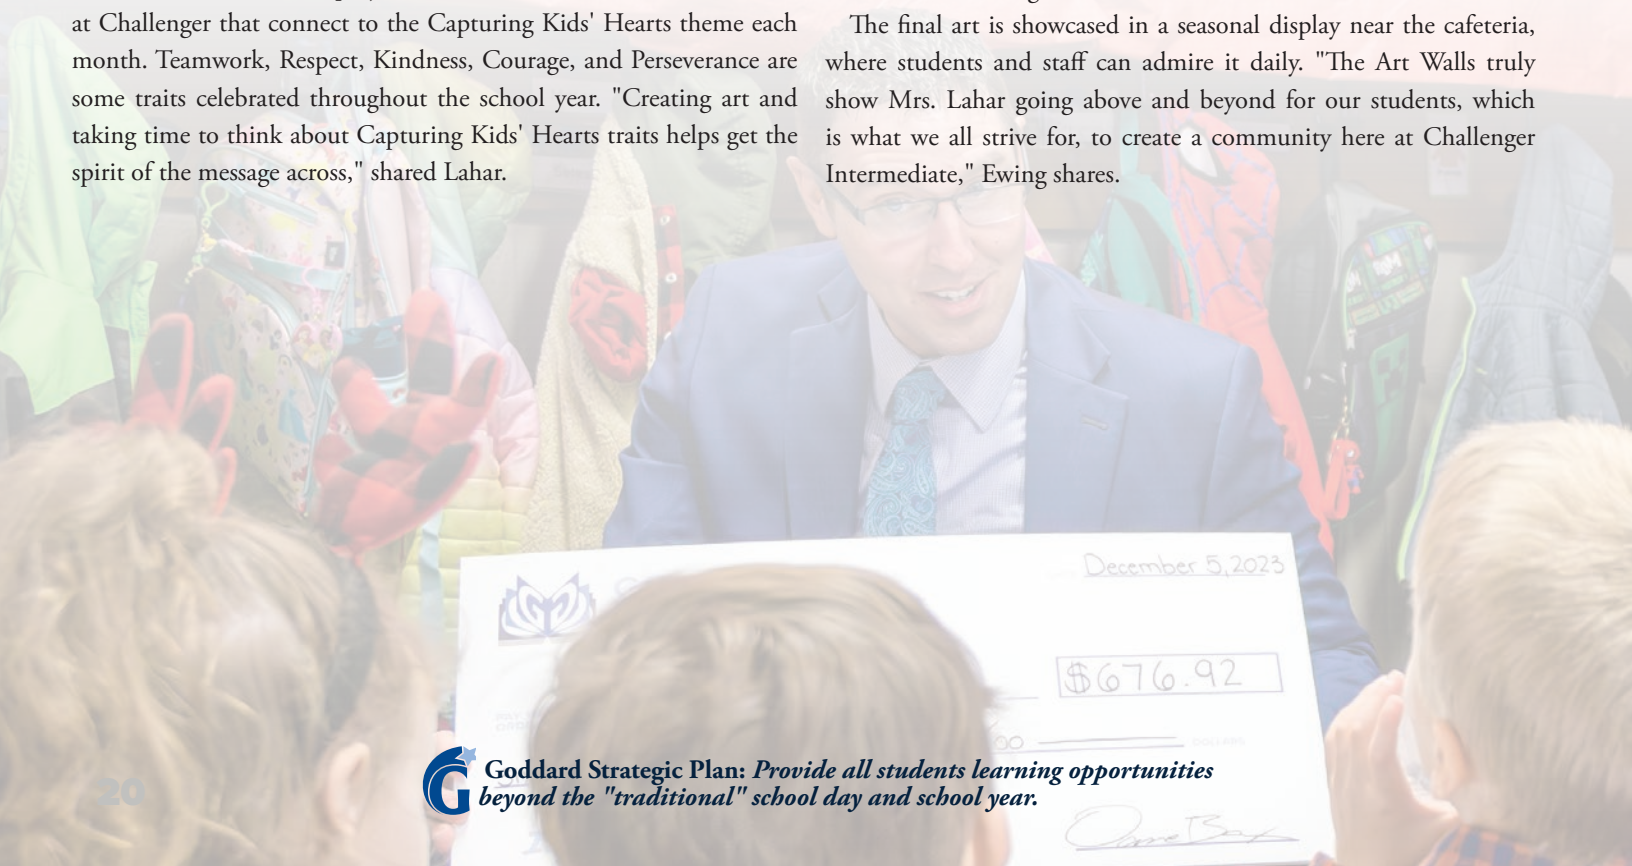 at Challenger that connect to the Capturing Kids' Hearts theme each
month. Teamwork, Respect, Kindness, Courage, and Perseverance are
some traits celebrated throughout the school year. "Creating art and
taking time to think about Capturing Kids' Hearts traits helps get the
spirit of the message across," shared Lahar.
The final art is showcased in a seasonal display near the cafeteria,
where students and staff can admire it daily. "The Art Walls truly
show Mrs. Lahar going above and beyond for our students, which
is what we all strive for, to create a community here at Challenger
Intermediate," Ewing shares.
December 5, 2023
$676.92
DOLLARS
Goddard Strategic Plan: Provide all students learning opportunities
beyond the "traditional" school day and school year.
20